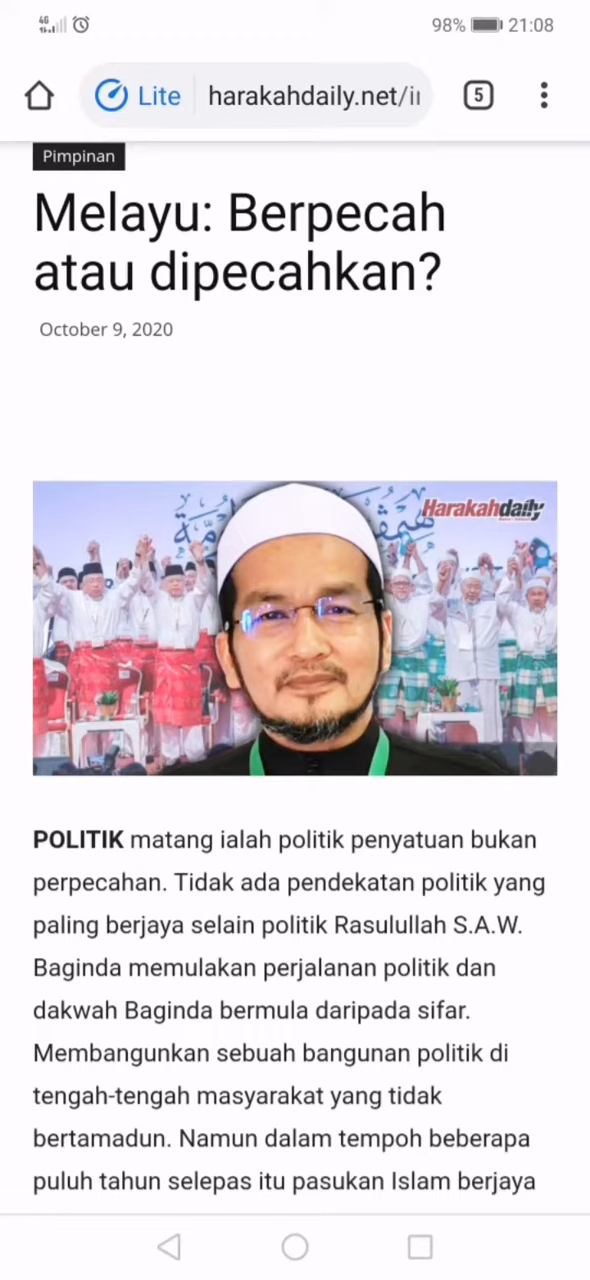 4G
98% 21:08
Lite harakahdaily.net/i
5
Pimpinan
Melayu: Berpecah
atau dipecahkan?
October 9, 2020
Harakahdaily
POLITIK matang ialah politik penyatuan bukan
perpecahan. Tidak ada pendekatan politik yang
paling berjaya selain politik Rasulullah S.A.W.
Baginda memulakan perjalanan politik dan
dakwah Baginda bermula daripada sifar.
Membangunkan sebuah bangunan politik di
tengah-tengah masyarakat yang tidak
bertamadun. Namun dalam tempoh beberapa
puluh tahun selepas itu pasukan Islam berjaya